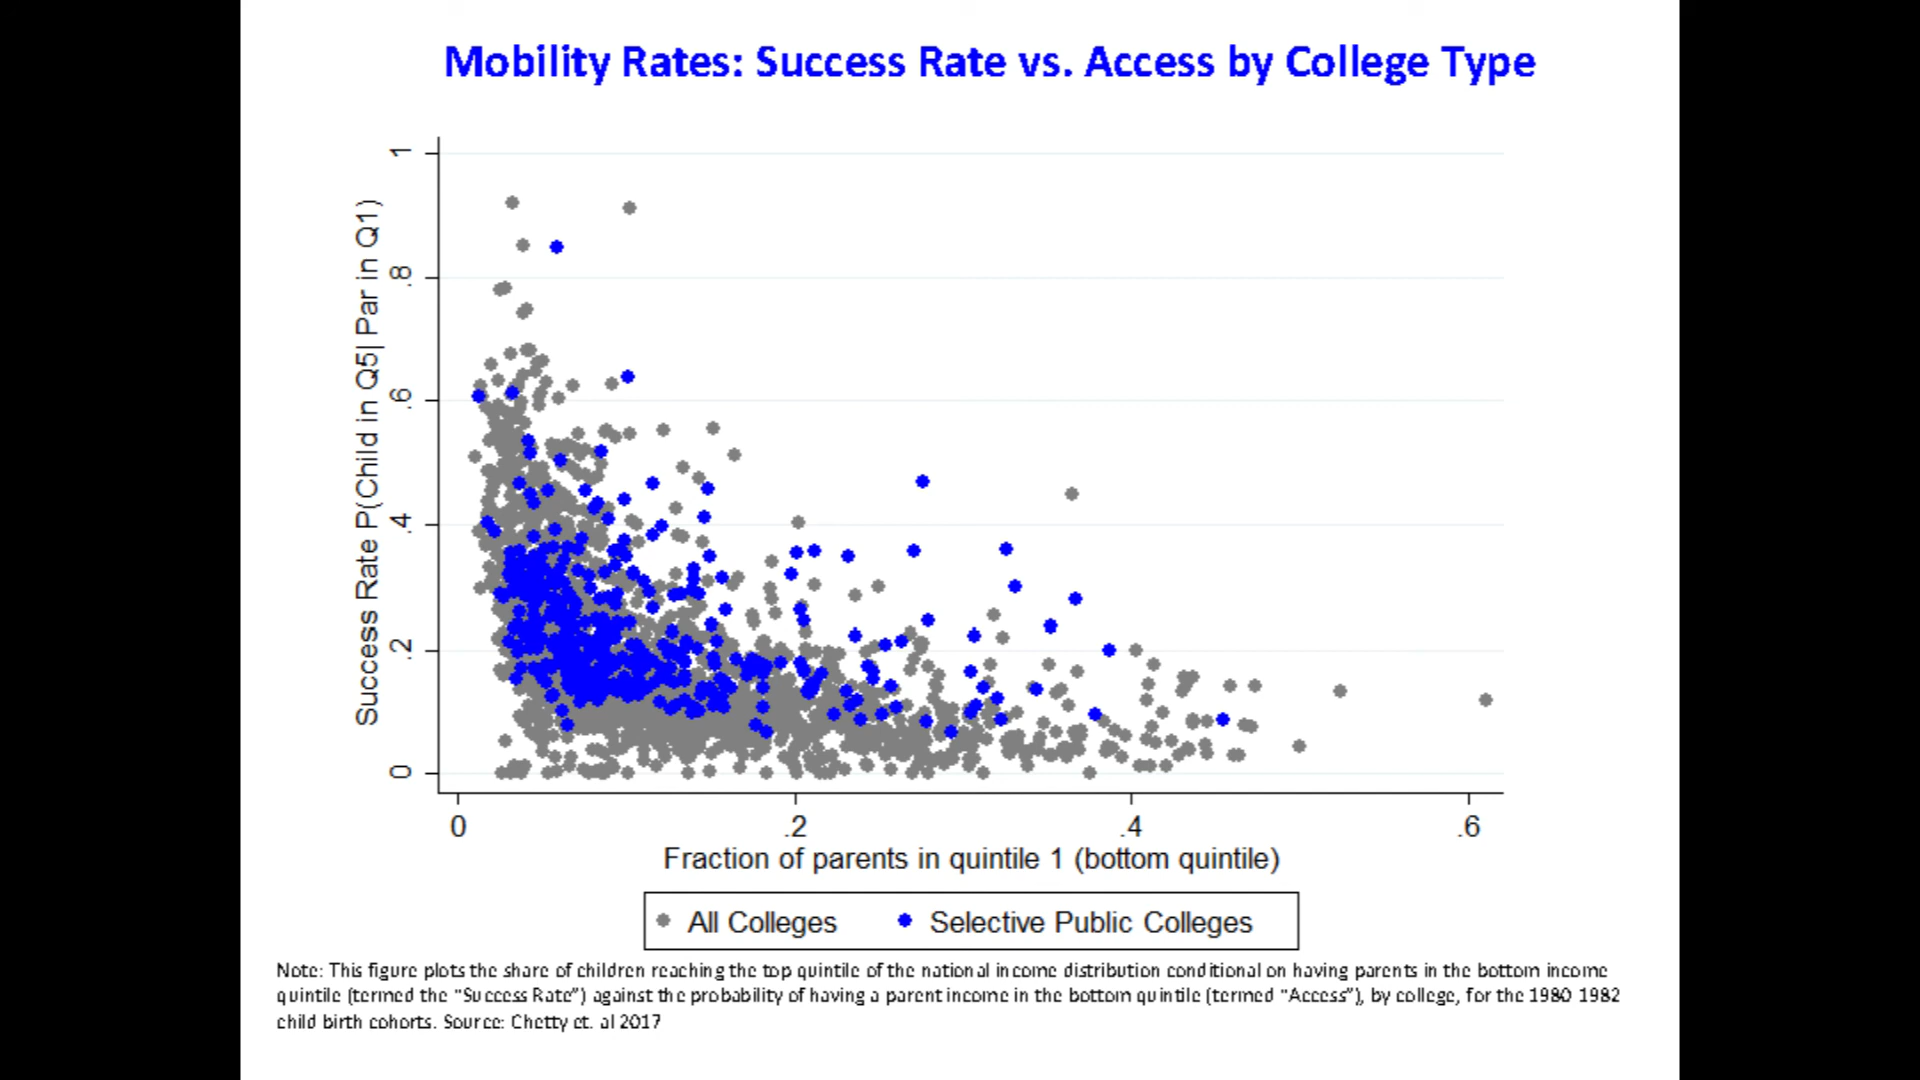 Mobility Rates: Success Rate vs. Access by College Type
Success Rate P(Child in Q5| Par in Q1)
1
.8
.6
.4
.2
0
0 .2 .4 .6
Fraction of parents in quintile 1 (bottom quintile)
All Colleges Selective Public Colleges
Note: This figure plots the share of children reaching the top quintile of the national income distribution conditional on having parents in the bottom income
quintile (termed the "Success Rate") against the probability of having a parent income in the bottom quintile (termed "Access"), by college, for the 1980 1982
child birth cohorts. Source: Chetty et. al 2017